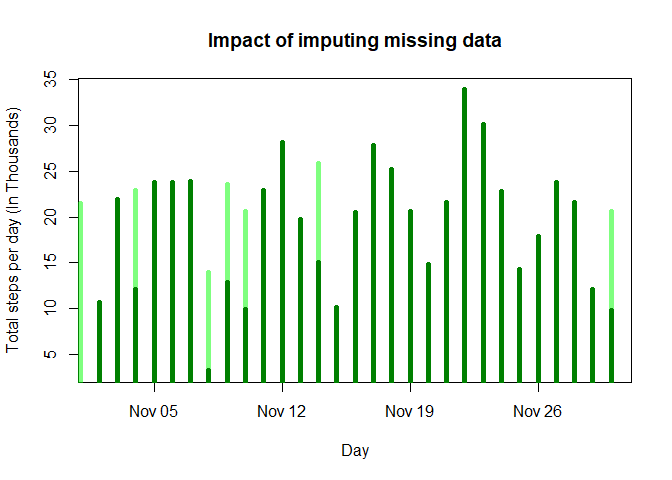 Impact of imputing missing data
Total steps per day (In Thousands)
35
30
25
20
15
10
5
Nov 05
Nov 12
Nov 19
Nov 26
Day